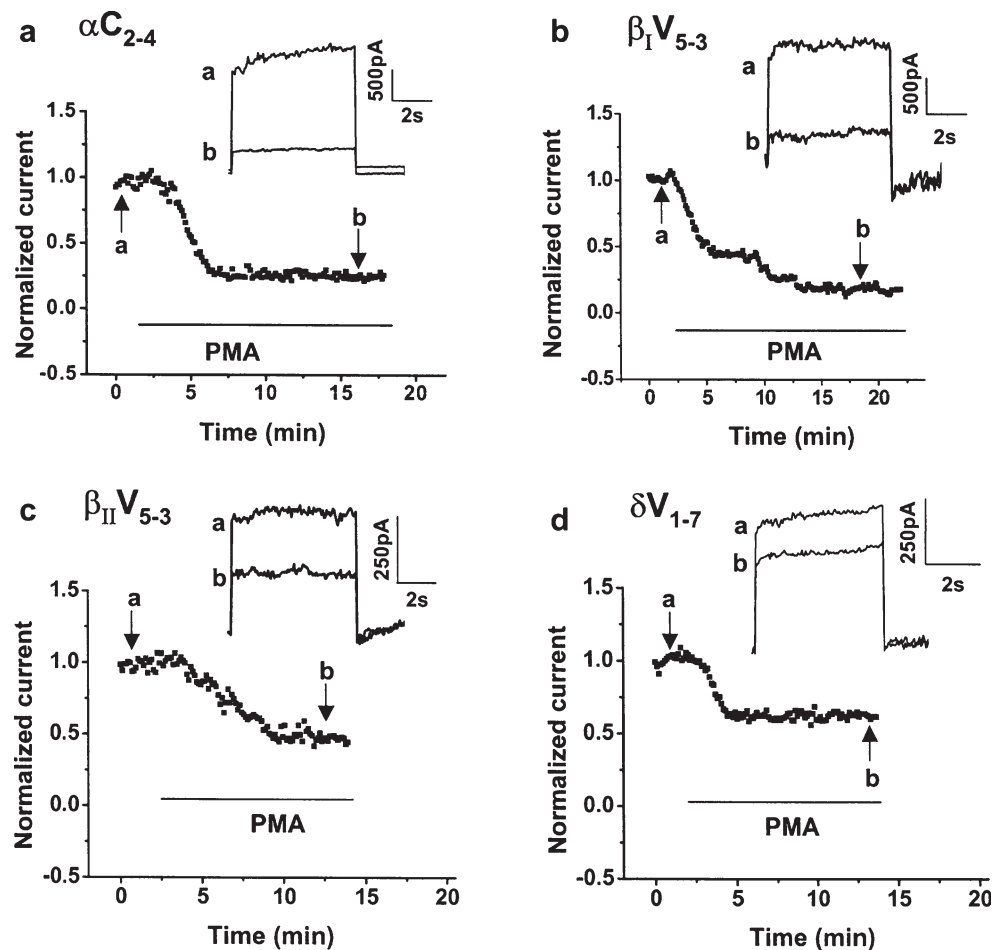 a αC2-4
a
b
500pA
2s
1.5
1.0
0.5
0.0
-0.5
Normalized current
a
b
PMA
0 5 10 15 20
Time (min)
b βIV5-3
a
b
500pA
2s
1.5
1.0
0.5
0.0
-0.5
Normalized current
a
b
PMA
0 5 10 15 20
Time (min)
c βIIV5-3
a
b
250pA
2s
1.5
1.0
0.5
0.0
-0.5
Normalized current
a
b
PMA
0 5 10 15 20
Time (min)
d δV1-7
a
b
250pA
2s
1.5
1.0
0.5
0.0
-0.5
Normalized current
a
b
PMA
0 5 10 15 20
Time (min)